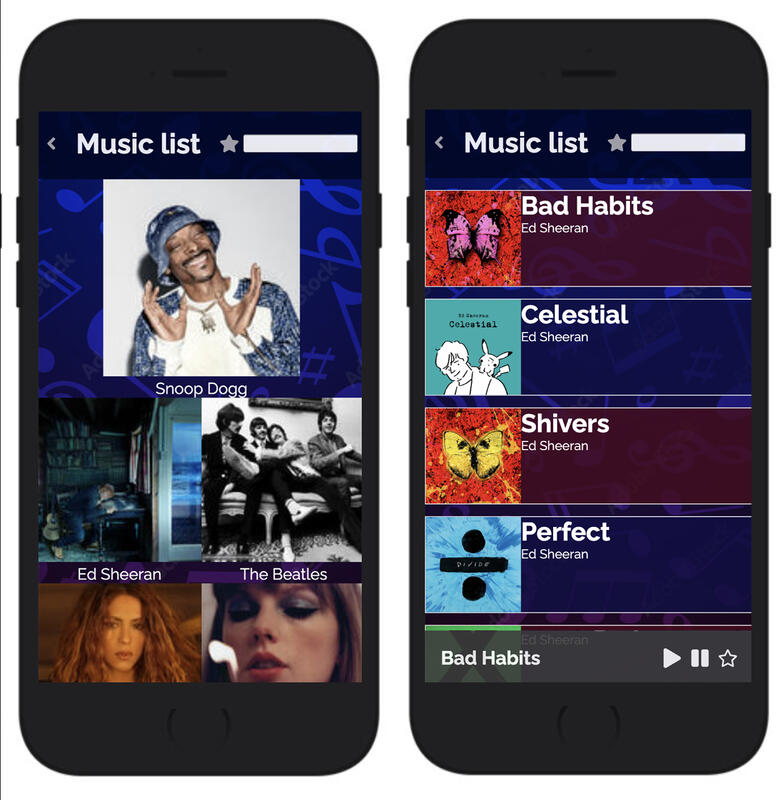 Music list
Snoop Dogg
Ed Sheeran
The Beatles
Music list
Bad Habits
Ed Sheeran
Ed Sheeran
Celestial
Celestial
Ed Sheeran
Shivers
Ed Sheeran
Perfect
Ed Sheeran
DIVIDE
Ed Sheeran
Bad Habits